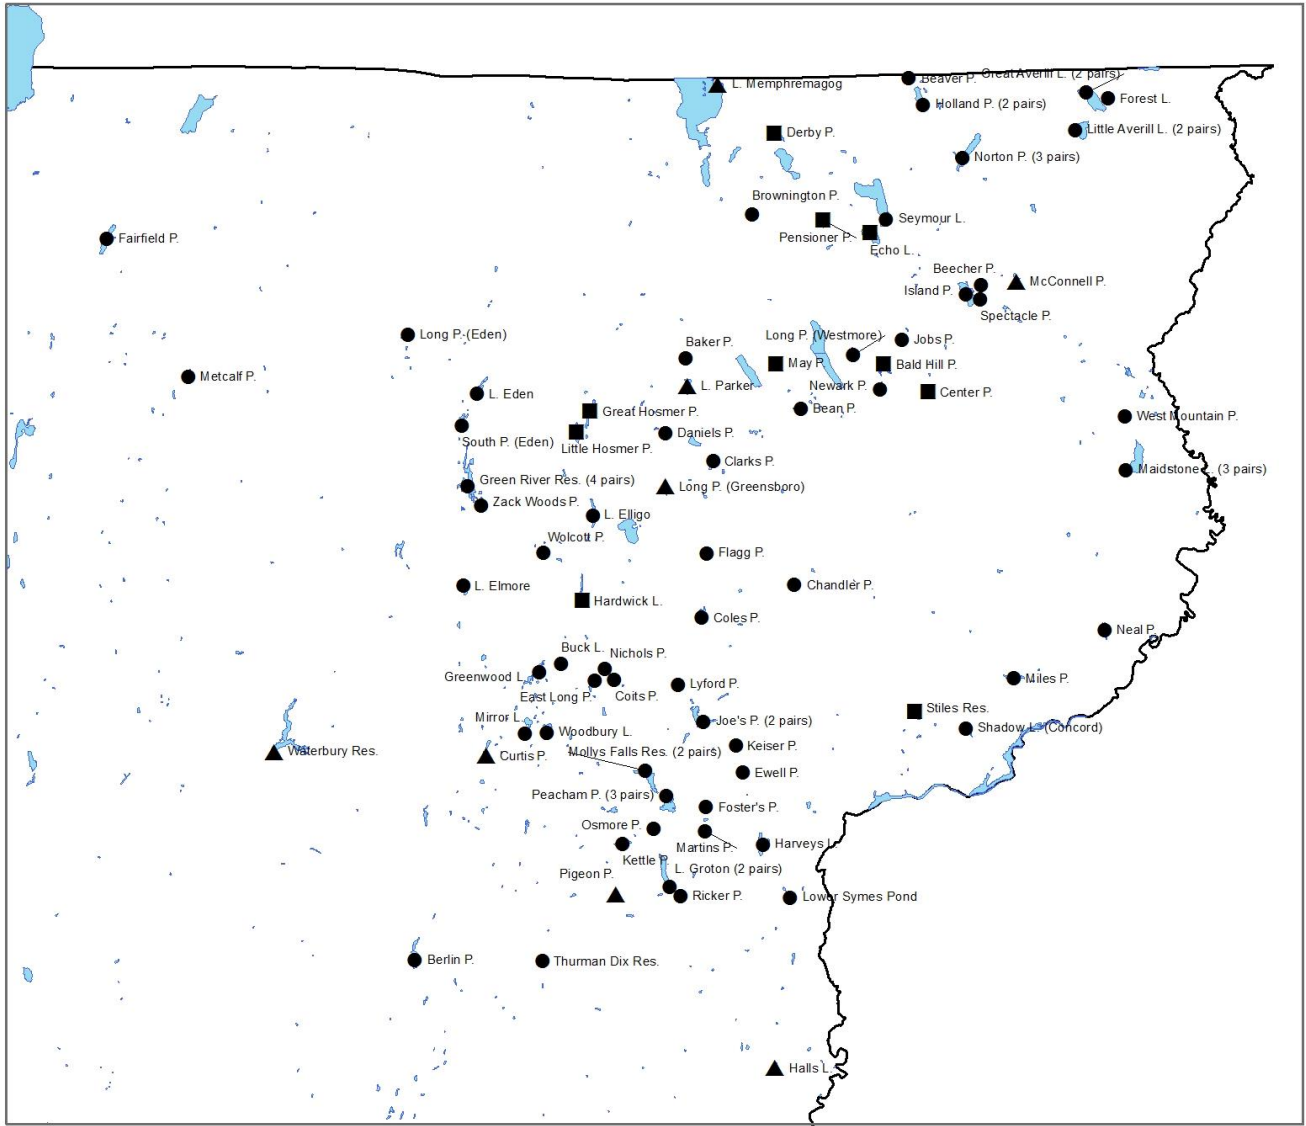 L. Memphremagog
Beaver P.
Great Averill L. (2 pairs)
Holland P. (2 pairs)
Forest L.
Derby P.
Little Averill L. (2 pairs)
Norton P. (3 pairs)
Brownington P.
Seymour L.
Pensioner P.
Echo L.
Fairfield P.
Beecher P.
McConnell P.
Island P.
Spectacle P.
Long P. (Eden)
Long P. (Westmore)
Jobs P.
Baker P.
May P.
Bald Hill P.
Metcalf P.
L. Parker
Newark P.
Center P.
L. Eden
Great Hosmer P.
Bean P.
West Mountain P.
South P. (Eden)
Little Hosmer P.
Daniels P.
Clarks P.
Maidstone L. (3 pairs)
Green River Res. (4 pairs)
Long P. (Greensboro)
Zack Woods P.
L. Elligo
Wolcott P.
Flagg P.
L. Elmore
Chandler P.
Hardwick L.
Coles P.
Neal P.
Buck L.
Nichols P.
Greenwood L.
East Long P.
Coits P.
Lyford P.
Miles P.
Stiles Res.
Mirror L.
Joe's P. (2 pairs)
Woodbury L.
Shadow L. (Concord)
Waterbury Res.
Curtis P.
Mollys Falls Res. (2 pairs)
Keiser P.
Ewell P.
Peacham P. (3 pairs)
Foster's P.
Osmore P.
Martins P.
Harveys L.
Kettle P.
L. Groton (2 pairs)
Pigeon P.
Ricker P.
Lower Symes Pond
Berlin P.
Thurman Dix Res.
Halls L.